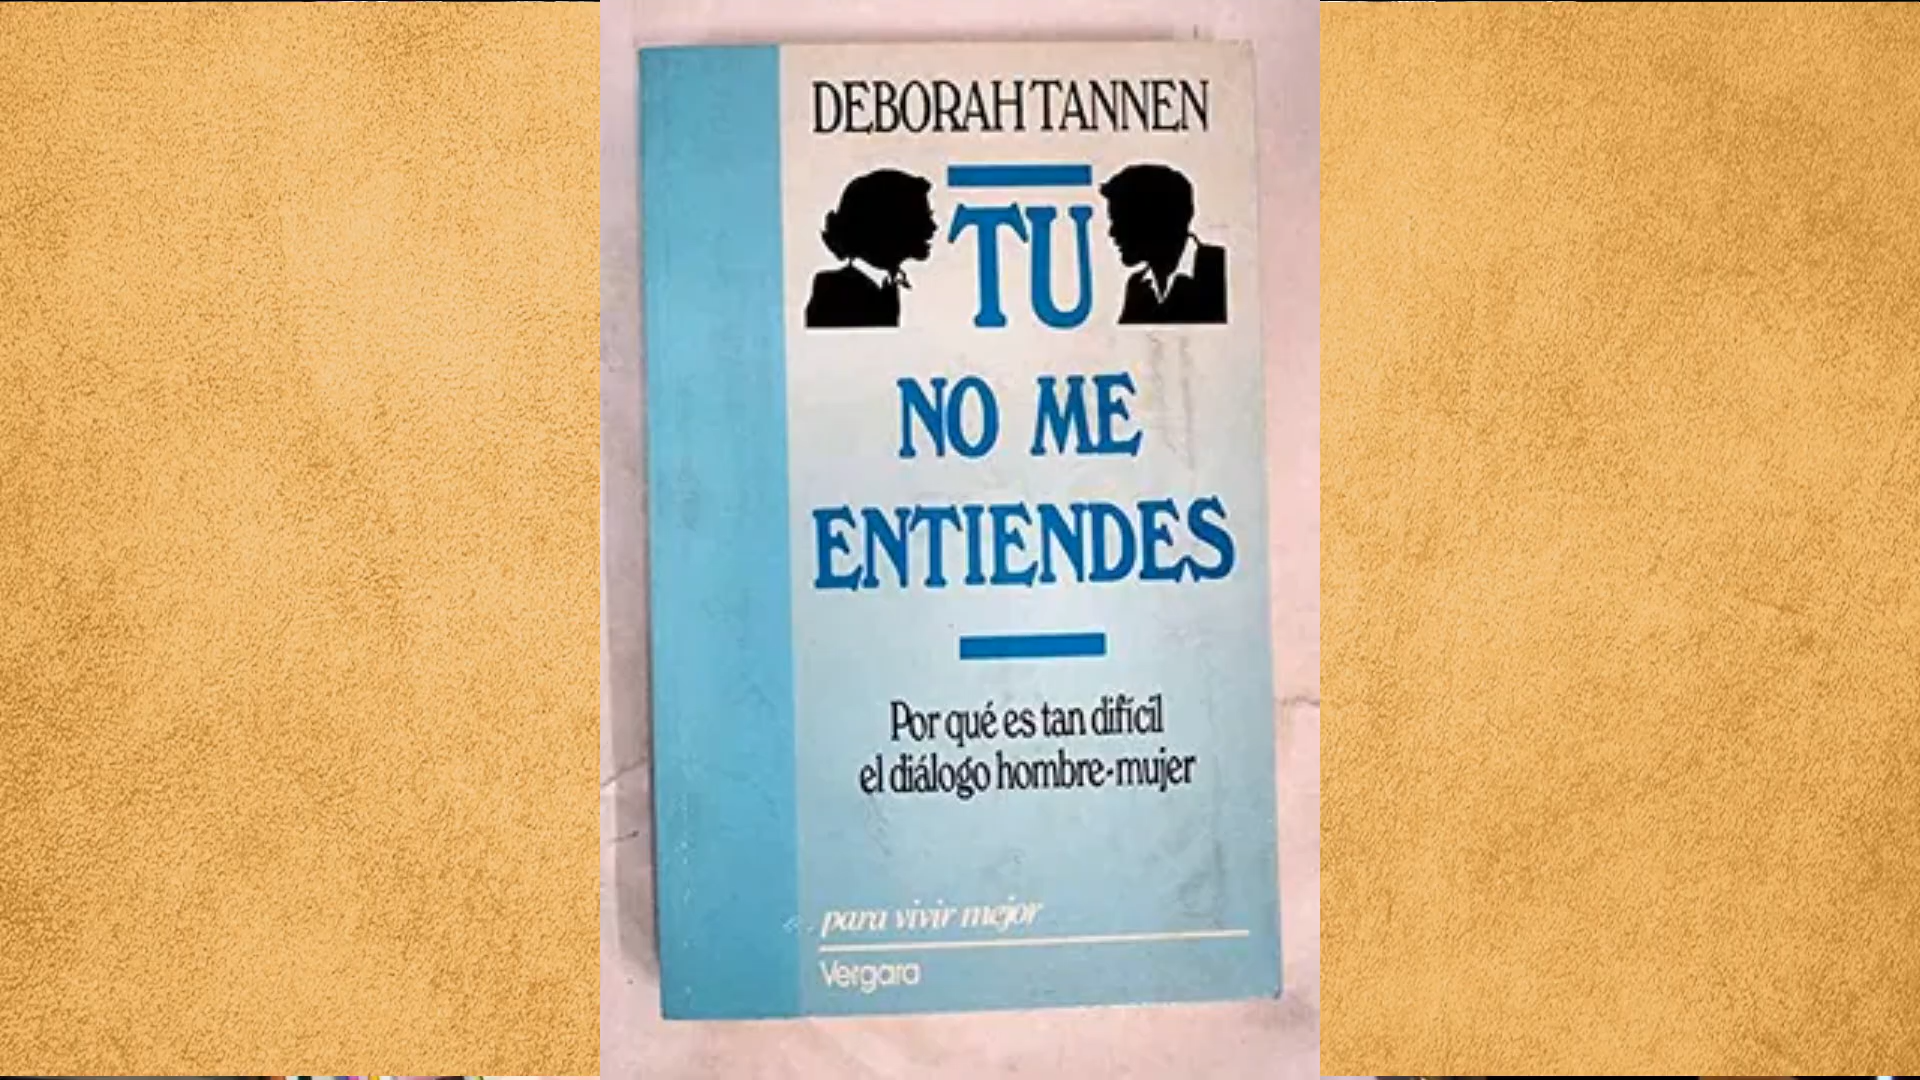 DEBORAH TANNEN
TU
NO ME
ENTIENDES
Por qué es tan difícil
el diálogo hombre-mujer
para vivir mejor
Vergara